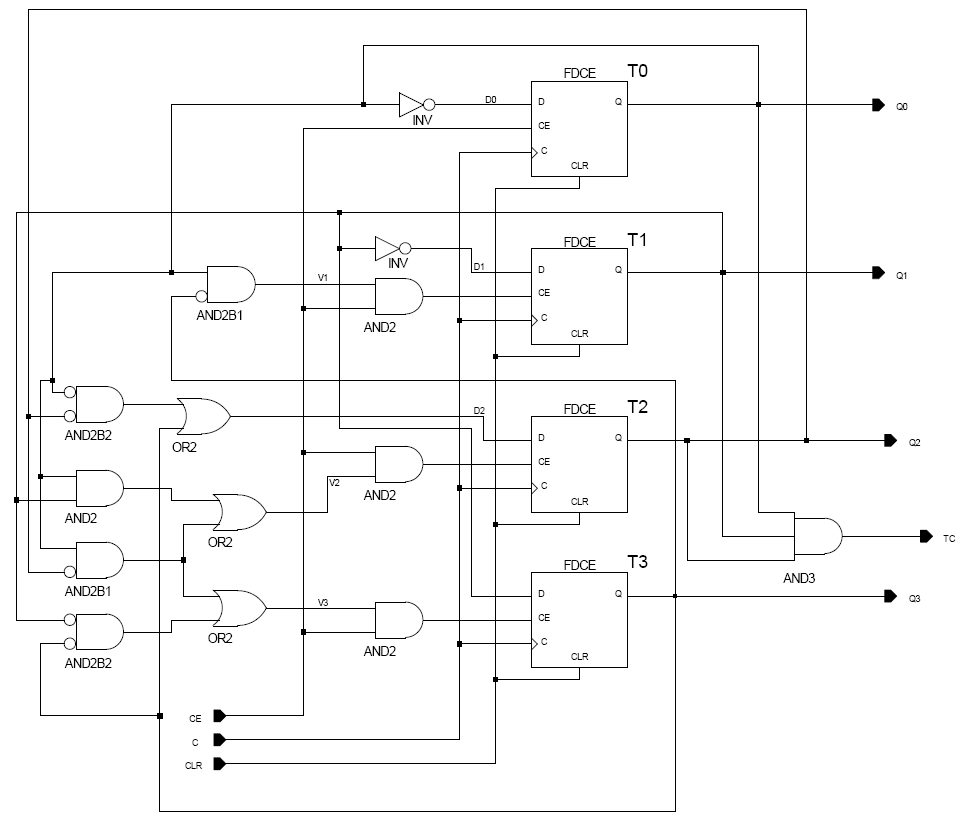 FDCE T0
D0 D Q Q0
INV CE
C
CLR
FDCE T1
INV D1 D Q Q1
V1 CE
AND2B1 AND2 C
CLR
FDCE T2
D2 D Q Q2
AND2B2 OR2 CE
V2 C
AND2 AND2 CLR
OR2 TC
FDCE T3
AND2B1 AND3
D Q Q3
V3 CE
OR2 C
AND2B2 AND2 CLR
CE
C
CLR